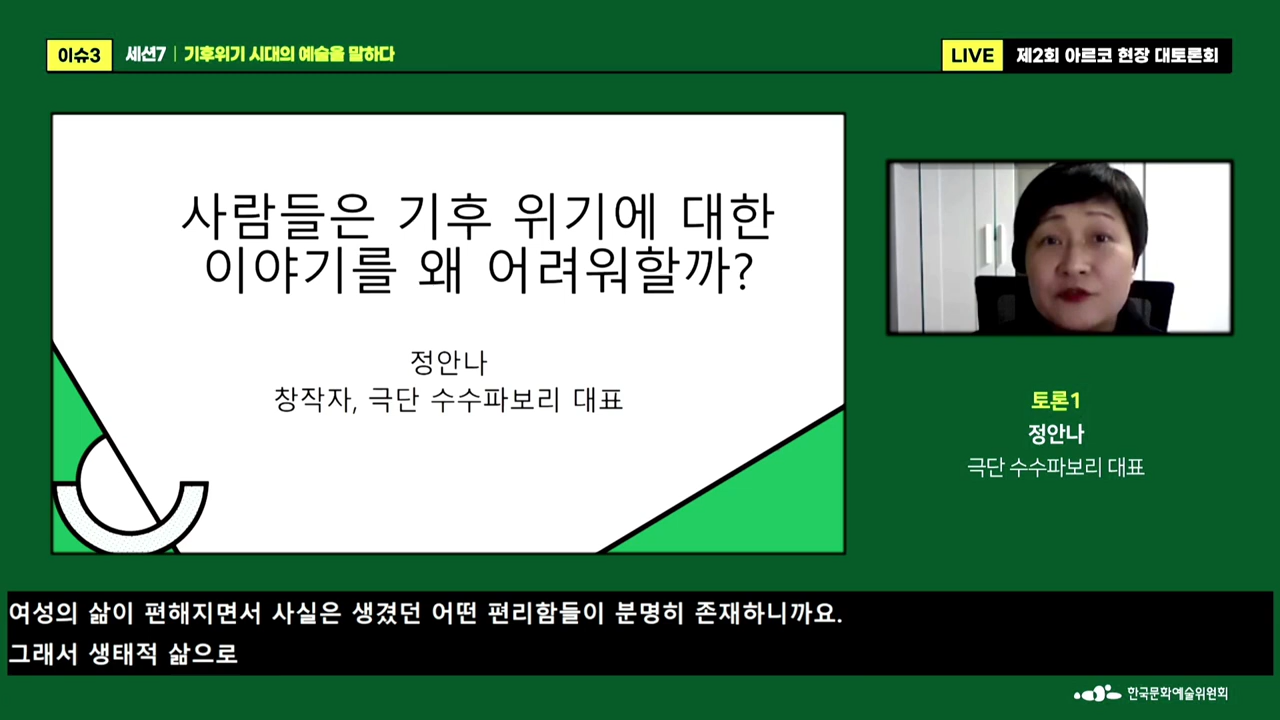 이슈3
세션7 | 기후위기 시대의 예술을 말하다
LIVE
제2회 아르코 현장 대토론회
사람들은 기후 위기에 대한
이야기를 왜 어려워할까?
정안나
창작자, 극단 수수파보리 대표
토론1
정안나
극단 수수파보리 대표
여성의 삶이 편해지면서 사실은 생겼던 어떤 편리함들이 분명히 존재하니까요.
그래서 생태적 삶으로
한국문화예술위원회